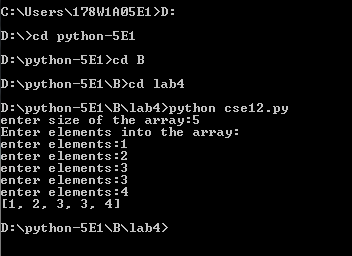 C:\Users\178W1A05E1>D:
D:\>cd python-5E1
D:\python-5E1>cd B
D:\python-5E1\B>cd lab4
D:\python-5E1\B\lab4>python cse12.py
enter size of the array:5
Enter elements into the array:
enter elements:1
enter elements:2
enter elements:3
enter elements:3
enter elements:4
[1, 2, 3, 3, 4]
D:\python-5E1\B\lab4>